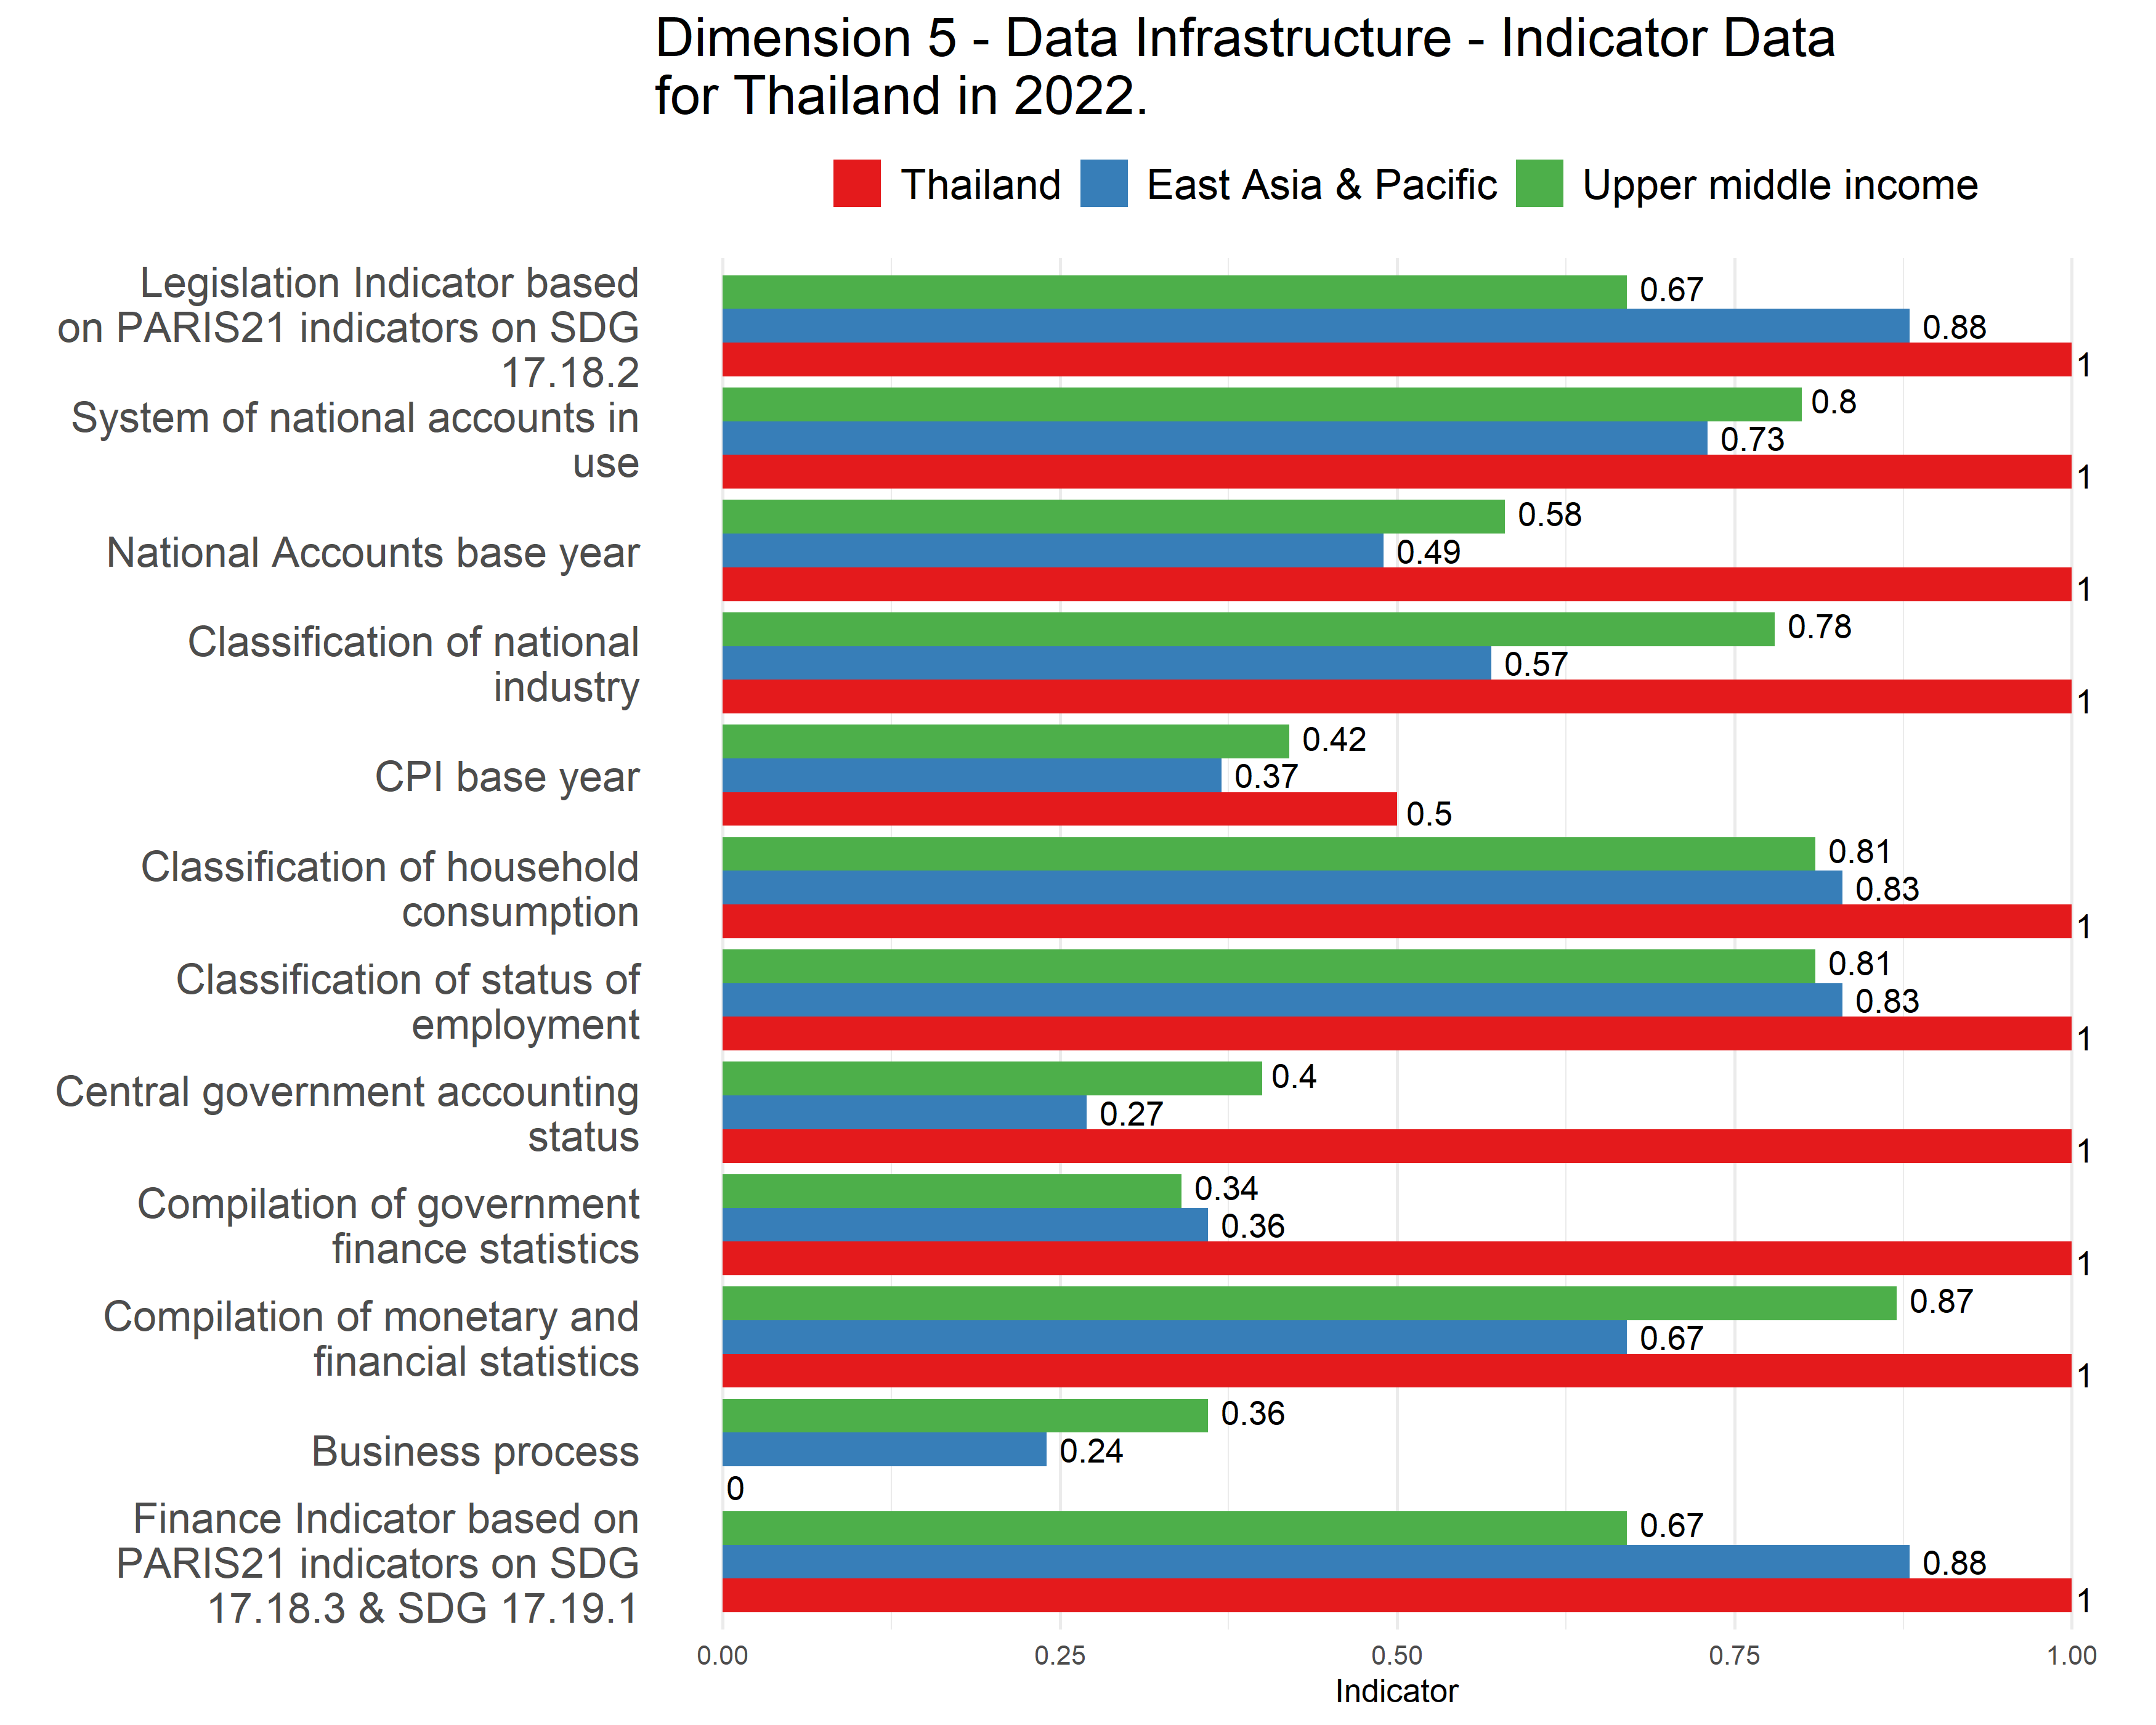 Dimension 5 - Data Infrastructure - Indicator Data
for Thailand in 2022.
Thailand
East Asia & Pacific
Upper middle income
Legislation Indicator based
on PARIS21 indicators on SDG
17.18.2
0.67
0.88
1
System of national accounts in
use
0.8
0.73
1
National Accounts base year
0.58
0.49
1
Classification of national
industry
0.78
0.57
1
CPI base year
0.42
0.37
0.5
Classification of household
consumption
0.81
0.83
1
Classification of status of
employment
0.81
0.83
1
Central government accounting
status
0.4
0.27
1
Compilation of government
finance statistics
0.34
0.36
1
Compilation of monetary and
financial statistics
0.87
0.67
1
Business process
0.36
0.24
0
Finance Indicator based on
PARIS21 indicators on SDG
17.18.3 & SDG 17.19.1
0.67
0.88
1
0.00 0.25 0.50 0.75 1.00
Indicator